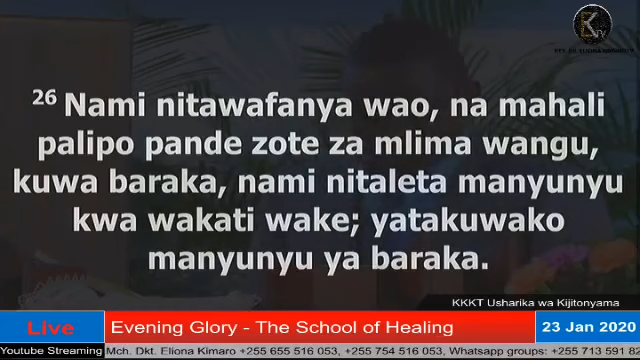 26 Nami nitawafanya wao, na mahali
palipo pande zote za mlima wangu,
kuwa baraka, nami nitaleta manyunyu
kwa wakati wake; yatakuwako
manyunyu ya baraka.
KKKT Usharika wa Kijitonyama
Live
Evening Glory - The School of Healing
23 Jan 2020
Youtube Streaming
Mch. Dkt. Eliona Kimaro +255 655 516 053, +255 754 516 053, Whatsapp groups: +255 713 591 82